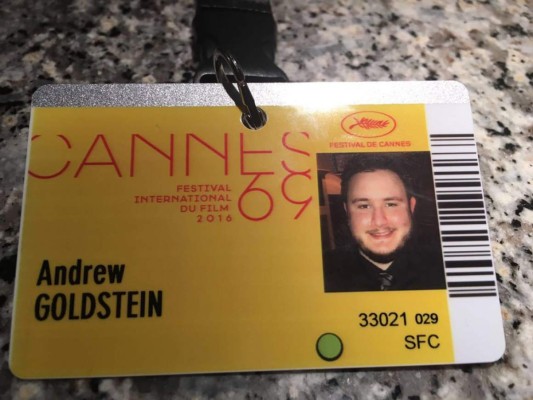 CANNES
FESTIVAL
INTERNATIONAL
DU FILM
2016
69
FESTIVAL DE CANNES
Andrew
GOLDSTEIN
33021 029
SFC